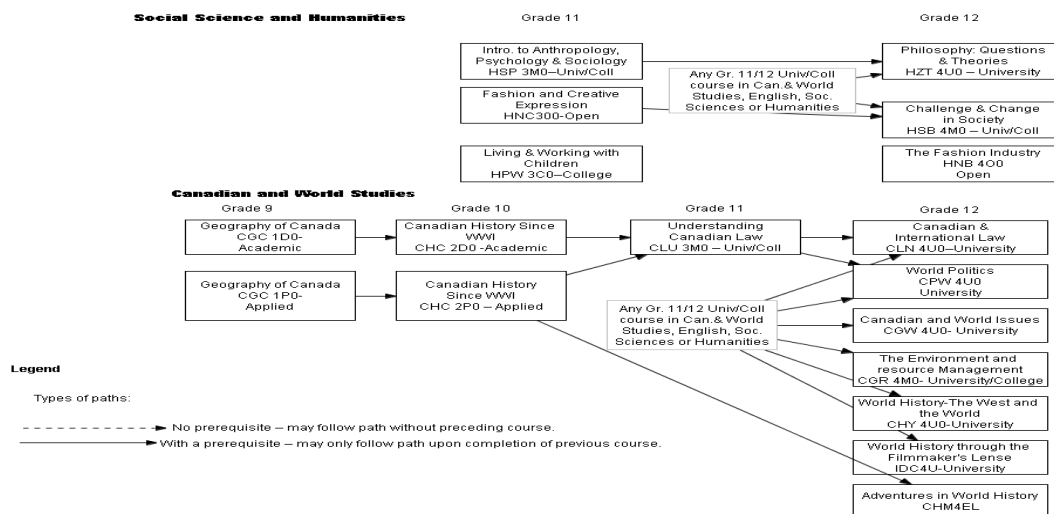 Social Science and Humanities
Grade 11
Grade 12
Intro. to Anthropology,
Psychology & Sociology
HSP 3M0–Univ/Coll
Philosophy: Questions
& Theories
HZT 4U0 – University
Any Gr. 11/12 Univ/Coll
course in Can.& World
Studies, English, Soc.
Sciences or Humanities
Fashion and Creative
Expression
HNC300-Open
Challenge & Change
in Society
HSB 4M0 – Univ/Coll
Living & Working with
Children
HPW 3C0–College
The Fashion Industry
HNB 4O0
Open
Canadian and World Studies
Grade 9
Grade 10
Grade 11
Grade 12
Geography of Canada
CGC 1D0-
Academic
Canadian History Since
WWI
CHC 2D0 -Academic
Understanding
Canadian Law
CLU 3M0 – Univ/Coll
Canadian &
International Law
CLN 4U0–University
Geography of Canada
CGC 1P0-
Applied
Canadian History
Since WWI
CHC 2P0 – Applied
World Politics
CPW 4U0
University
Any Gr. 11/12 Univ/Coll
course in Can.& World
Studies, English, Soc.
Sciences or Humanities
Canadian and World Issues
CGW 4U0- University
The Environment and
resource Management
CGR 4M0- University/College
World History-The West and
the World
CHY 4U0-University
World History through the
Filmmaker's Lense
IDC4U-University
Adventures in World History
CHM4EL
Legend
Types of paths:
No prerequisite – may follow path without preceding course.
With a prerequisite – may only follow path upon completion of previous course.